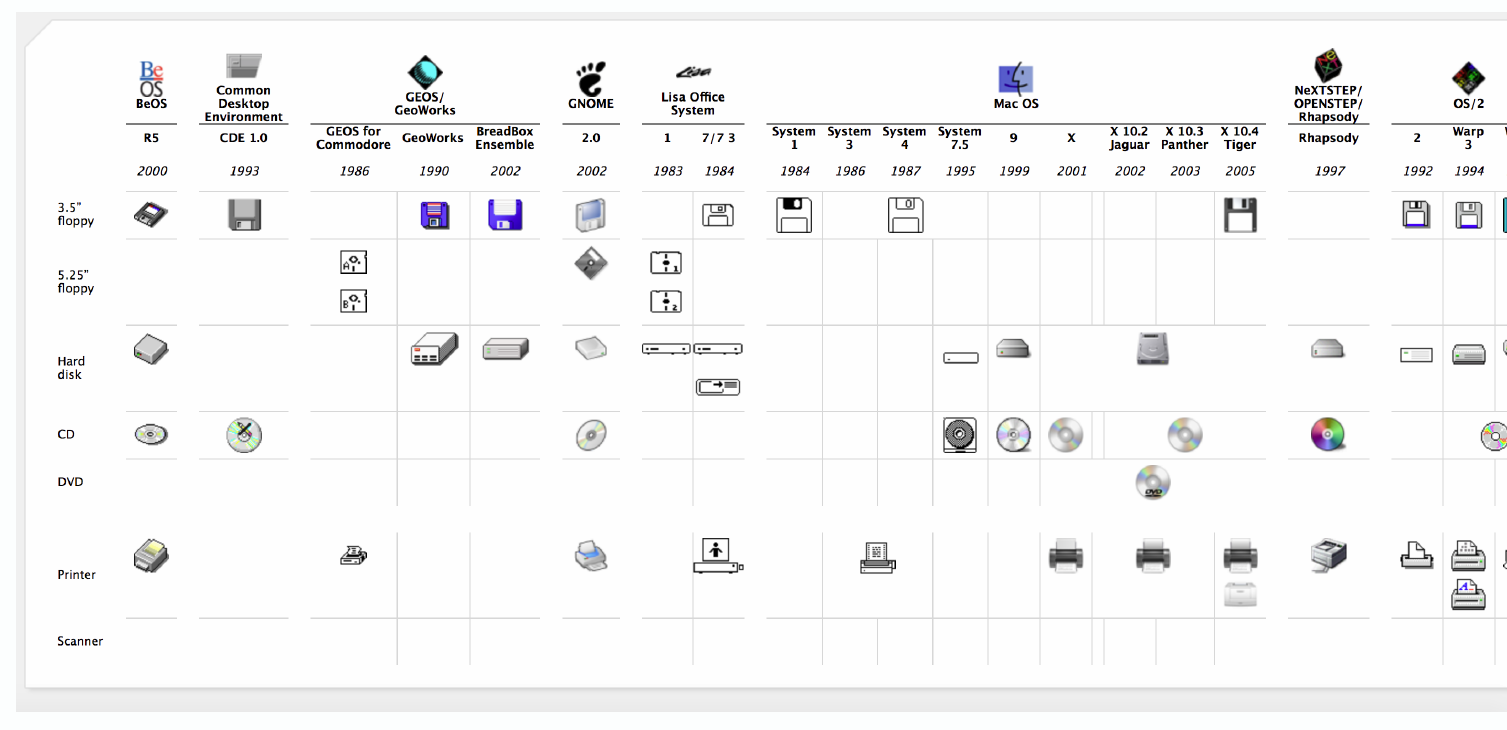 Be
OS
BeOS
Common
Desktop
Environment
GEOS/
GeoWorks
GNOME
Lisa
Lisa Office
System
Mac OS
NeXTSTEP/
OPENSTEP/
Rhapsody
OS/2
R5
CDE 1.0
GEOS for
Commodore
GeoWorks
BreadBox
Ensemble
2.0
1
7/7 3
System
1
System
3
System
4
System
7.5
9
X
X 10.2
Jaguar
X 10.3
Panther
X 10.4
Tiger
Rhapsody
2
Warp
3
2000
1993
1986
1990
2002
2002
1983
1984
1984
1986
1987
1995
1999
2001
2002
2003
2005
1997
1992
1994
3.5”
floppy
5.25”
floppy
A
1
B
2
Hard
disk
CD
DVD
DVD
Printer
A
Scanner